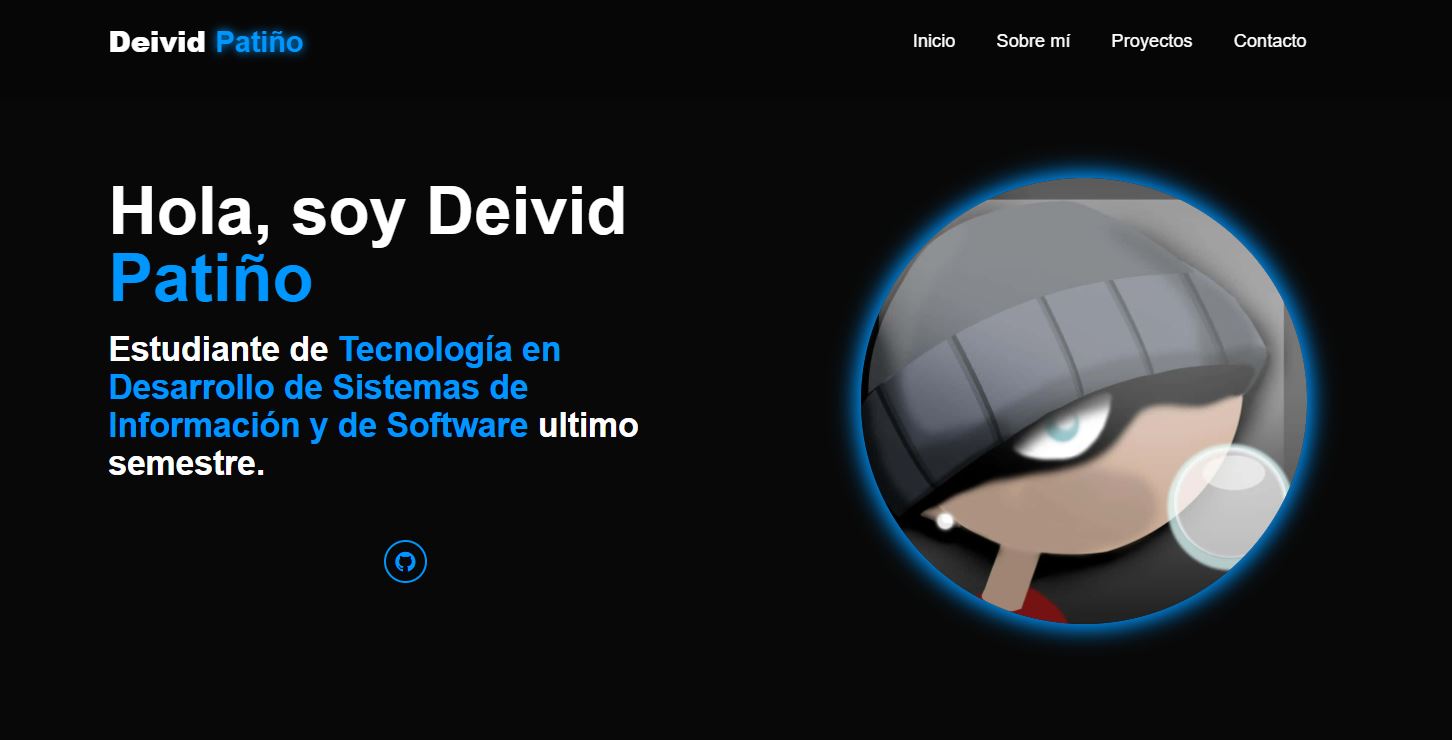 Deivid Patiño
Inicio Sobre mí Proyectos Contacto
Hola, soy Deivid
Patiño
Estudiante de Tecnología en
Desarrollo de Sistemas de
Información y de Software ultimo
semestre.